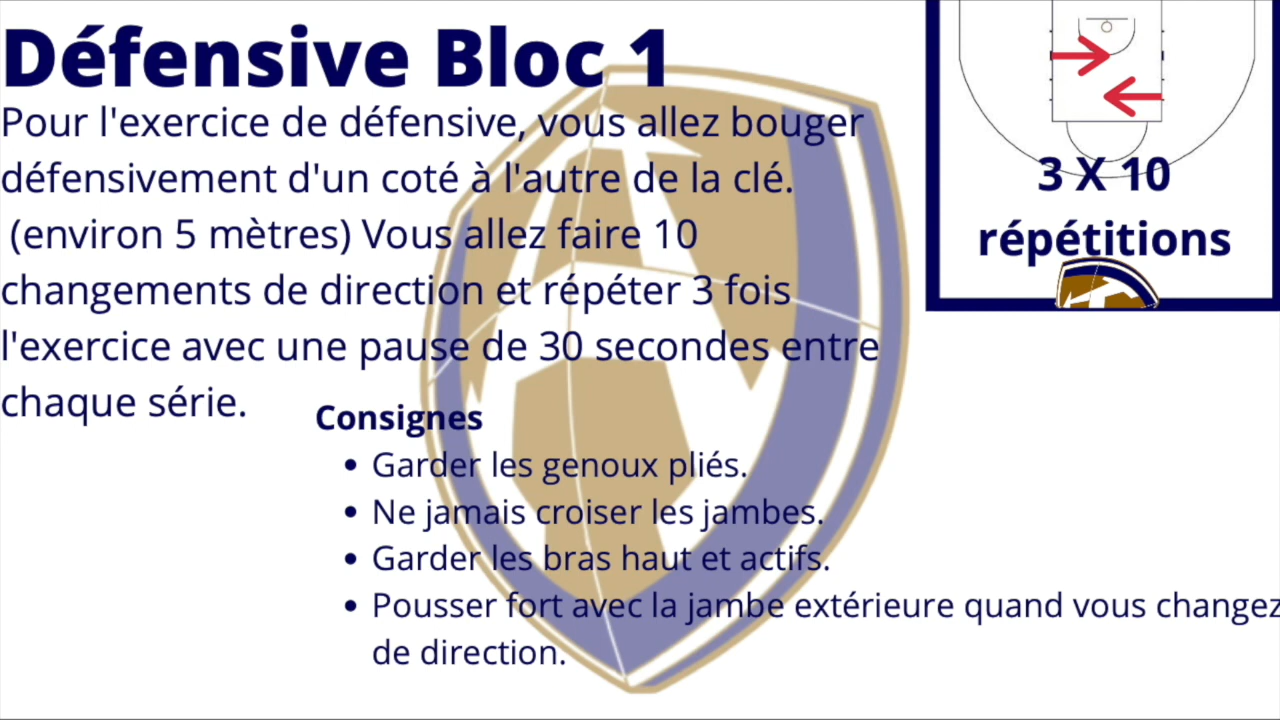 Défensive Bloc 1
Pour l'exercice de défensive, vous allez bouger
défensivement d'un coté à l'autre de la clé.
(environ 5 mètres) Vous allez faire 10
changements de direction et répéter 3 fois
l'exercice avec une pause de 30 secondes entre
chaque série.
3 X 10
répétitions
Consignes
• Garder les genoux pliés.
• Ne jamais croiser les jambes.
• Garder les bras haut et actifs.
• Pousser fort avec la jambe extérieure quand vous changez
de direction.